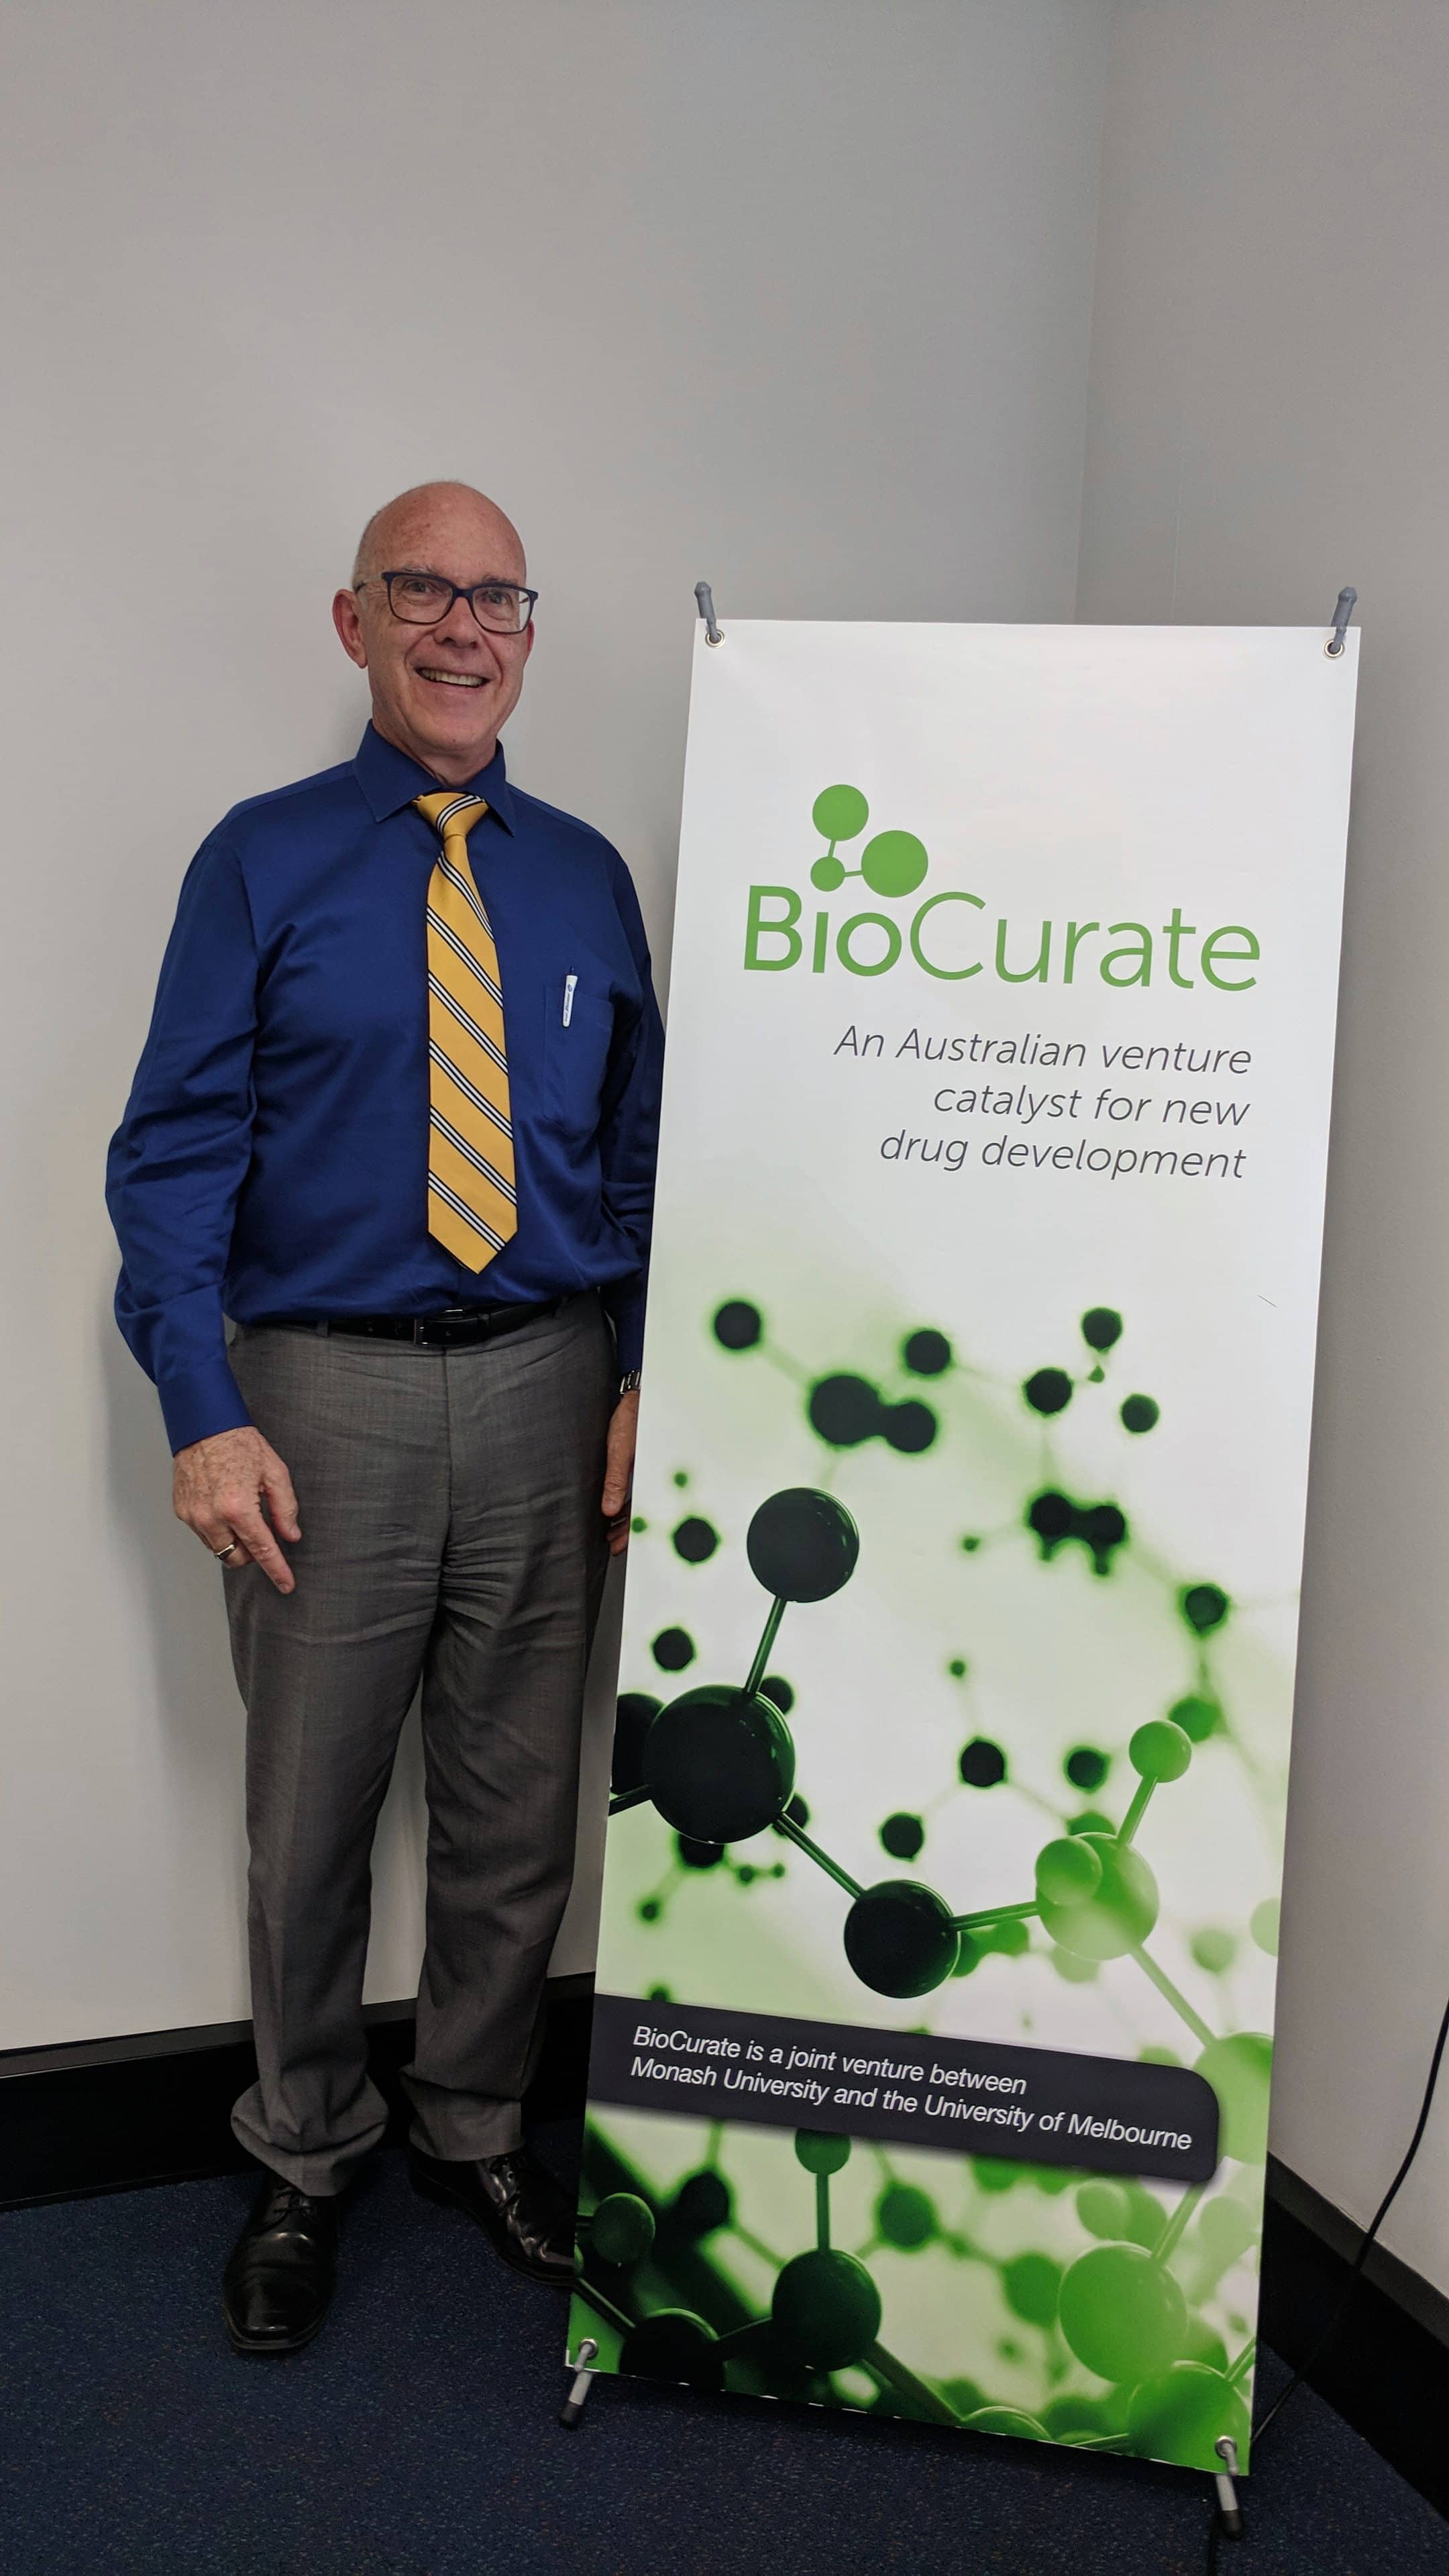 BioCurate
An Australian venture
catalyst for new
drug development
BioCurate is a joint venture between
Monash University and the University of Melbourne